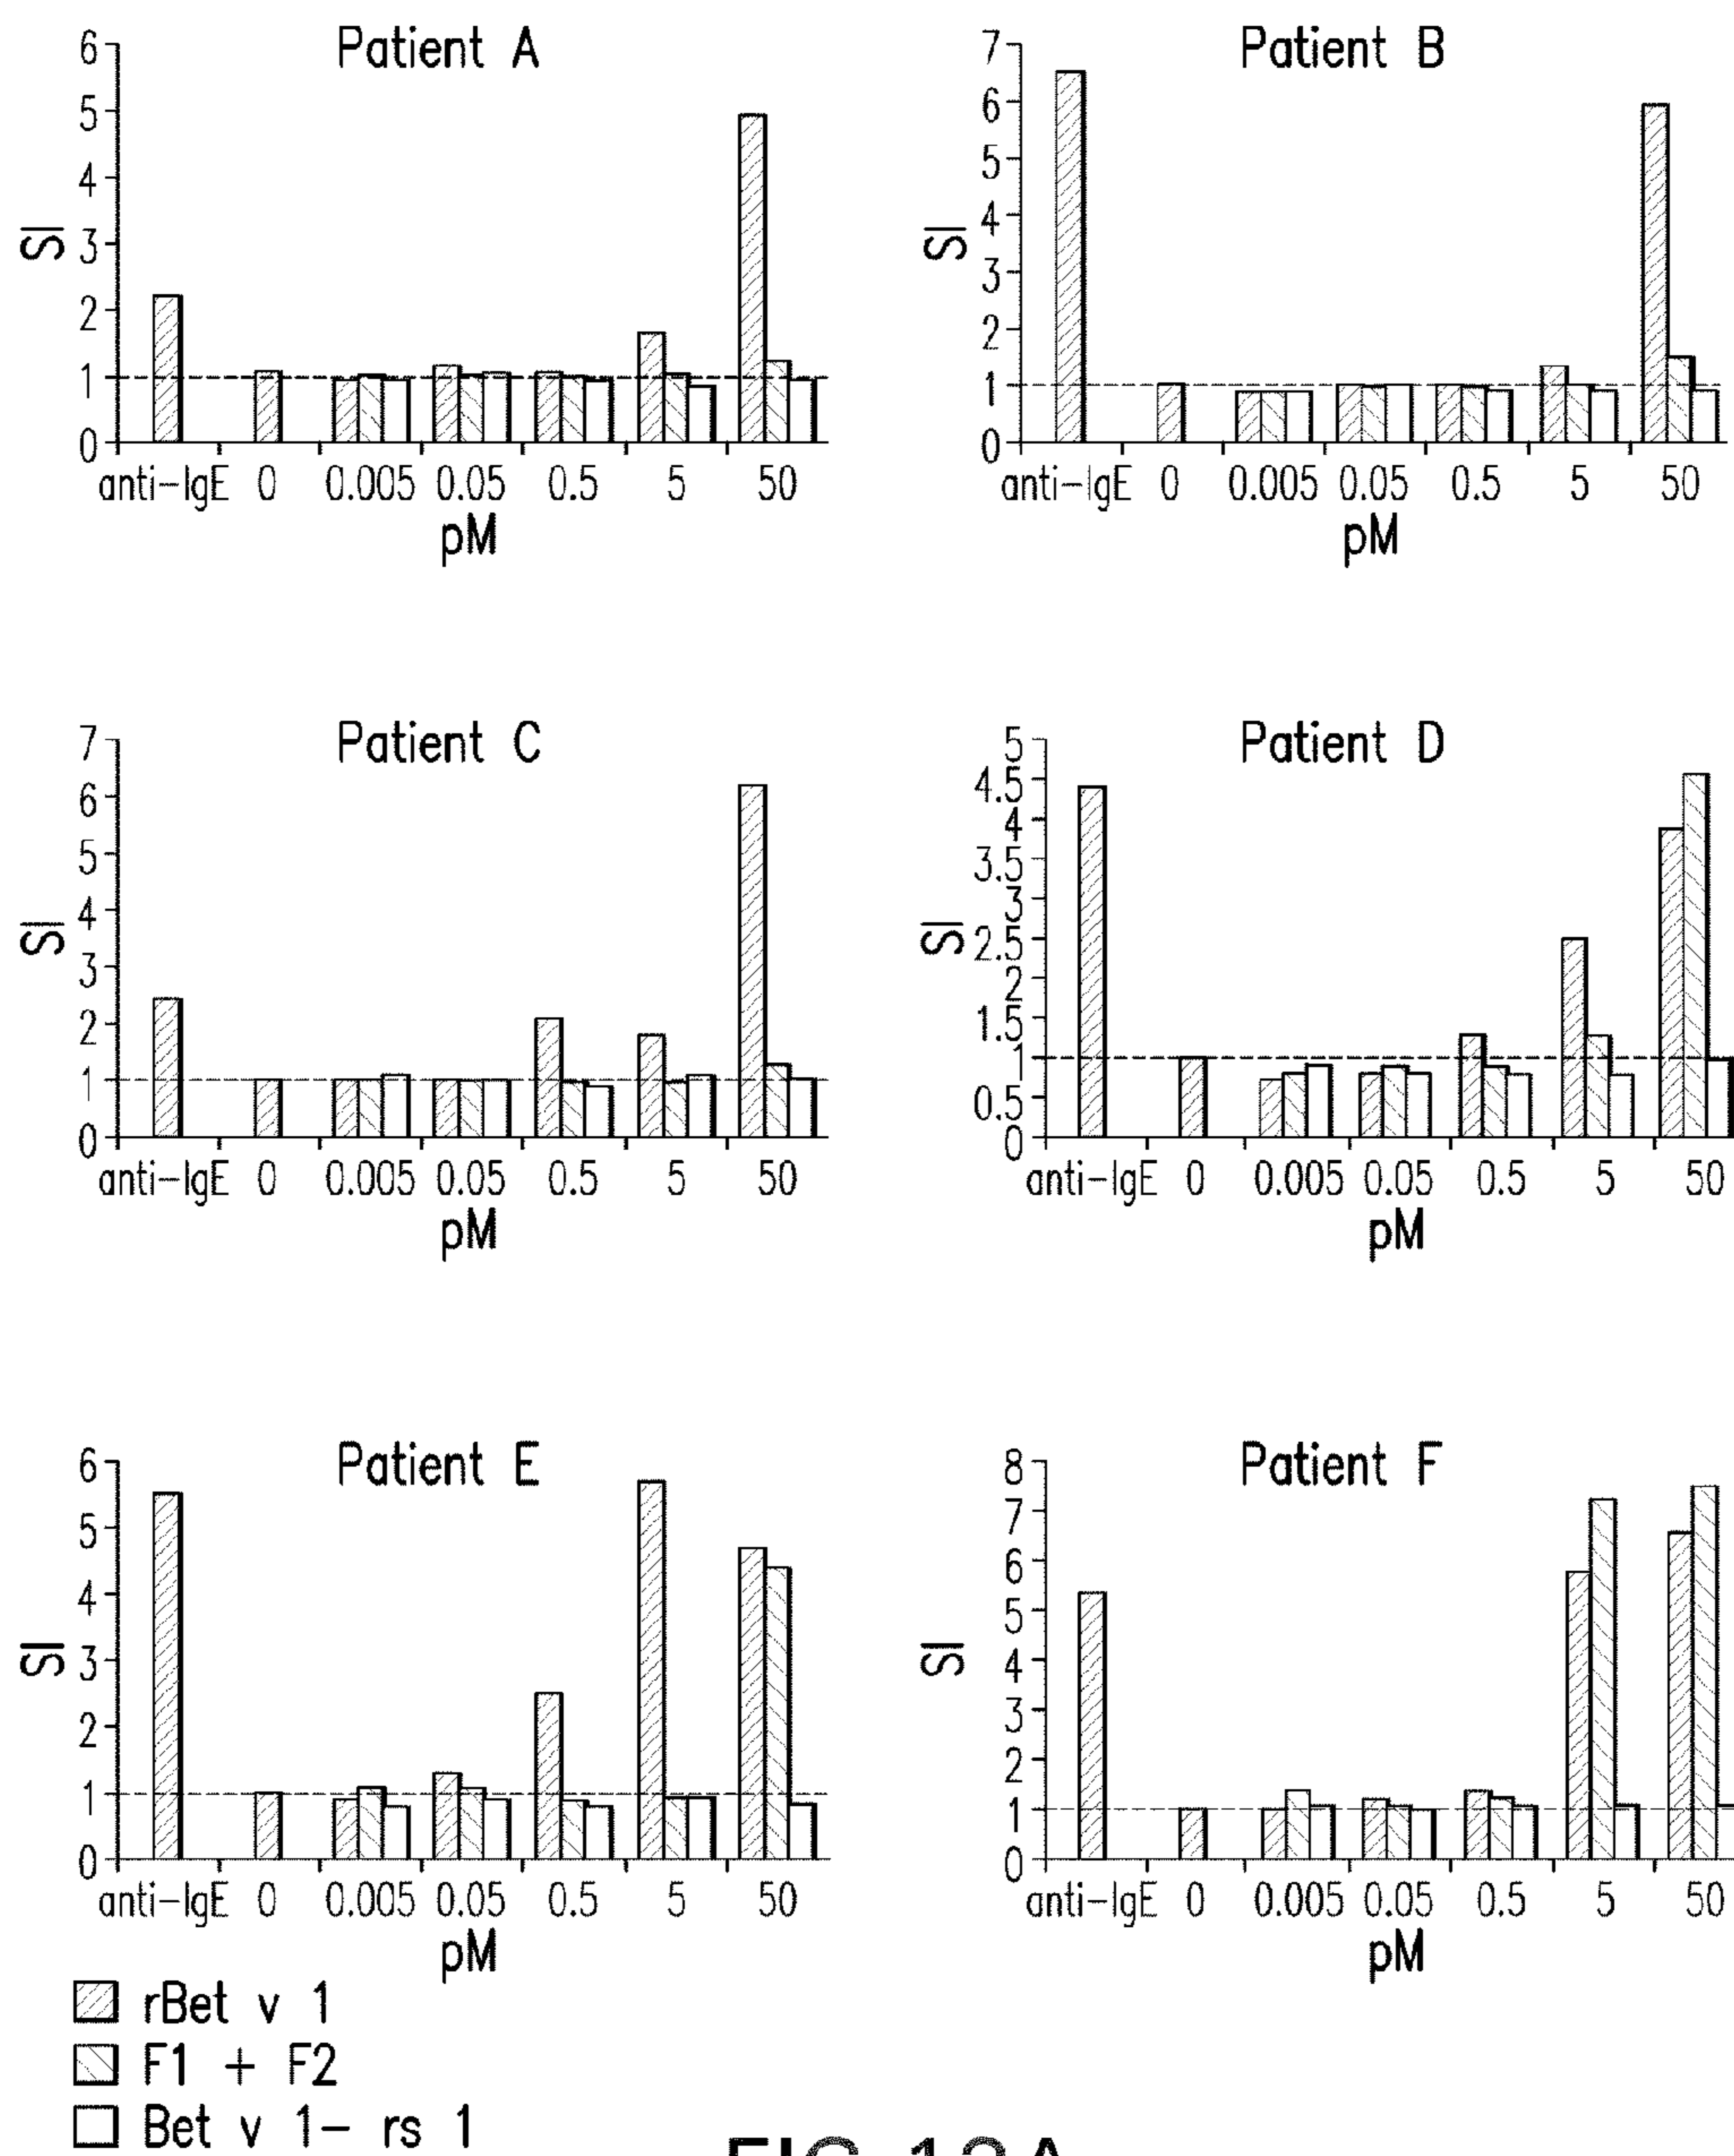 Patient A
6
5
4
3
2
1
0
SI
anti-IgE 0 0.005 0.05 0.5 5 50
pM
Patient B
7
6
5
4
3
2
1
0
SI
anti-IgE 0 0.005 0.05 0.5 5 50
pM
Patient C
7
6
5
4
3
2
1
0
SI
anti-IgE 0 0.005 0.05 0.5 5 50
pM
Patient D
5
4.5
4
3.5
3
2.5
2
1.5
1
0.5
0
SI
anti-IgE 0 0.005 0.05 0.5 5 50
pM
Patient E
6
5
4
3
2
1
0
SI
anti-IgE 0 0.005 0.05 0.5 5 50
pM
Patient F
8
7
6
5
4
3
2
1
0
SI
anti-IgE 0 0.005 0.05 0.5 5 50
pM
rBet v 1
F1 + F2
Bet v 1- rs 1
FIG